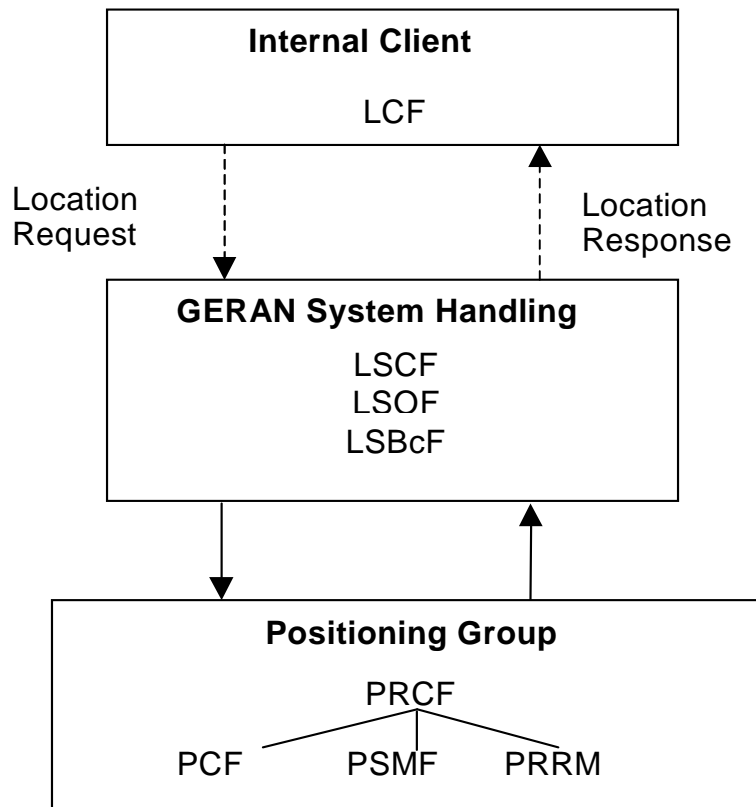 Internal Client
LCF
Location
Request
Location
Response
GERAN System Handling
LSCF
LSOF
LSBcF
Positioning Group
PRCF
PCF PSMF PRRM